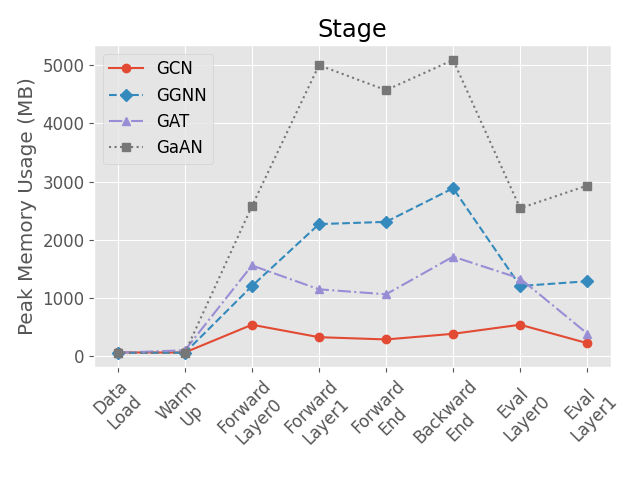 Stage
Peak Memory Usage (MB)
5000
4000
3000
2000
1000
0
GCN
GGNN
GAT
GaAN
Data
Load
Warm
Up
Forward
Layer0
Forward
Layer1
Forward
End
Backward
End
Eval
Layer0
Eval
Layer1